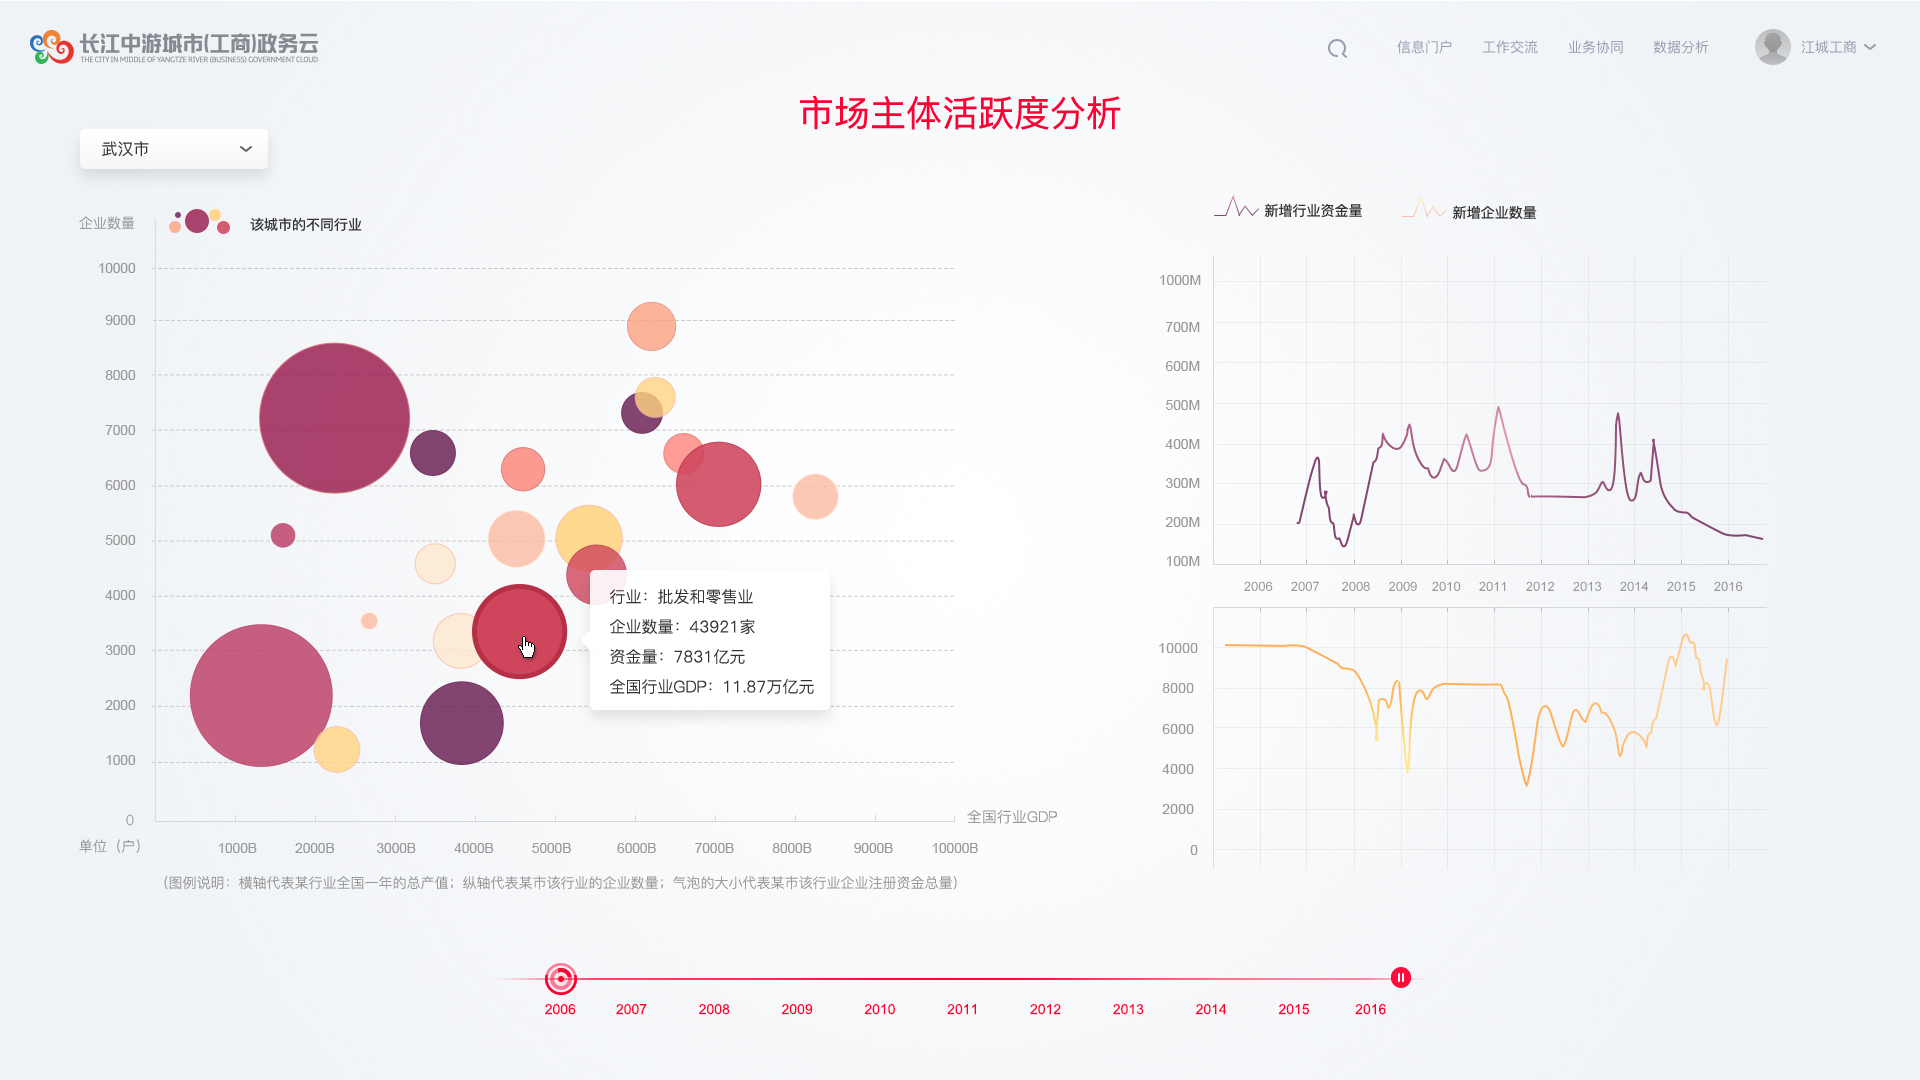 长江中游城市(工商)政务云
THE CITY IN MIDDLE OF YANGTZE RIVER (BUSINESS) GOVERNMENT CLOUD
信息门户 工作交流 业务协同 数据分析 江城工商
市场主体活跃度分析
武汉市
企业数量
该城市的不同行业
10000
9000
8000
7000
6000
5000
4000
3000
2000
1000
0
单位（户）
1000B 2000B 3000B 4000B 5000B 6000B 7000B 8000B 9000B 10000B
全国行业GDP
行业：批发和零售业
企业数量：43921家
资金量：7831亿元
全国行业GDP：11.87万亿元
（图例说明：横轴代表某行业全国一年的总产值；纵轴代表某市该行业的企业数量；气泡的大小代表某市该行业企业注册资金总量）
新增行业资金量 新增企业数量
1000M
700M
600M
500M
400M
300M
200M
100M
2006 2007 2008 2009 2010 2011 2012 2013 2014 2015 2016
10000
8000
6000
4000
2000
0
2006 2007 2008 2009 2010 2011 2012 2013 2014 2015 2016